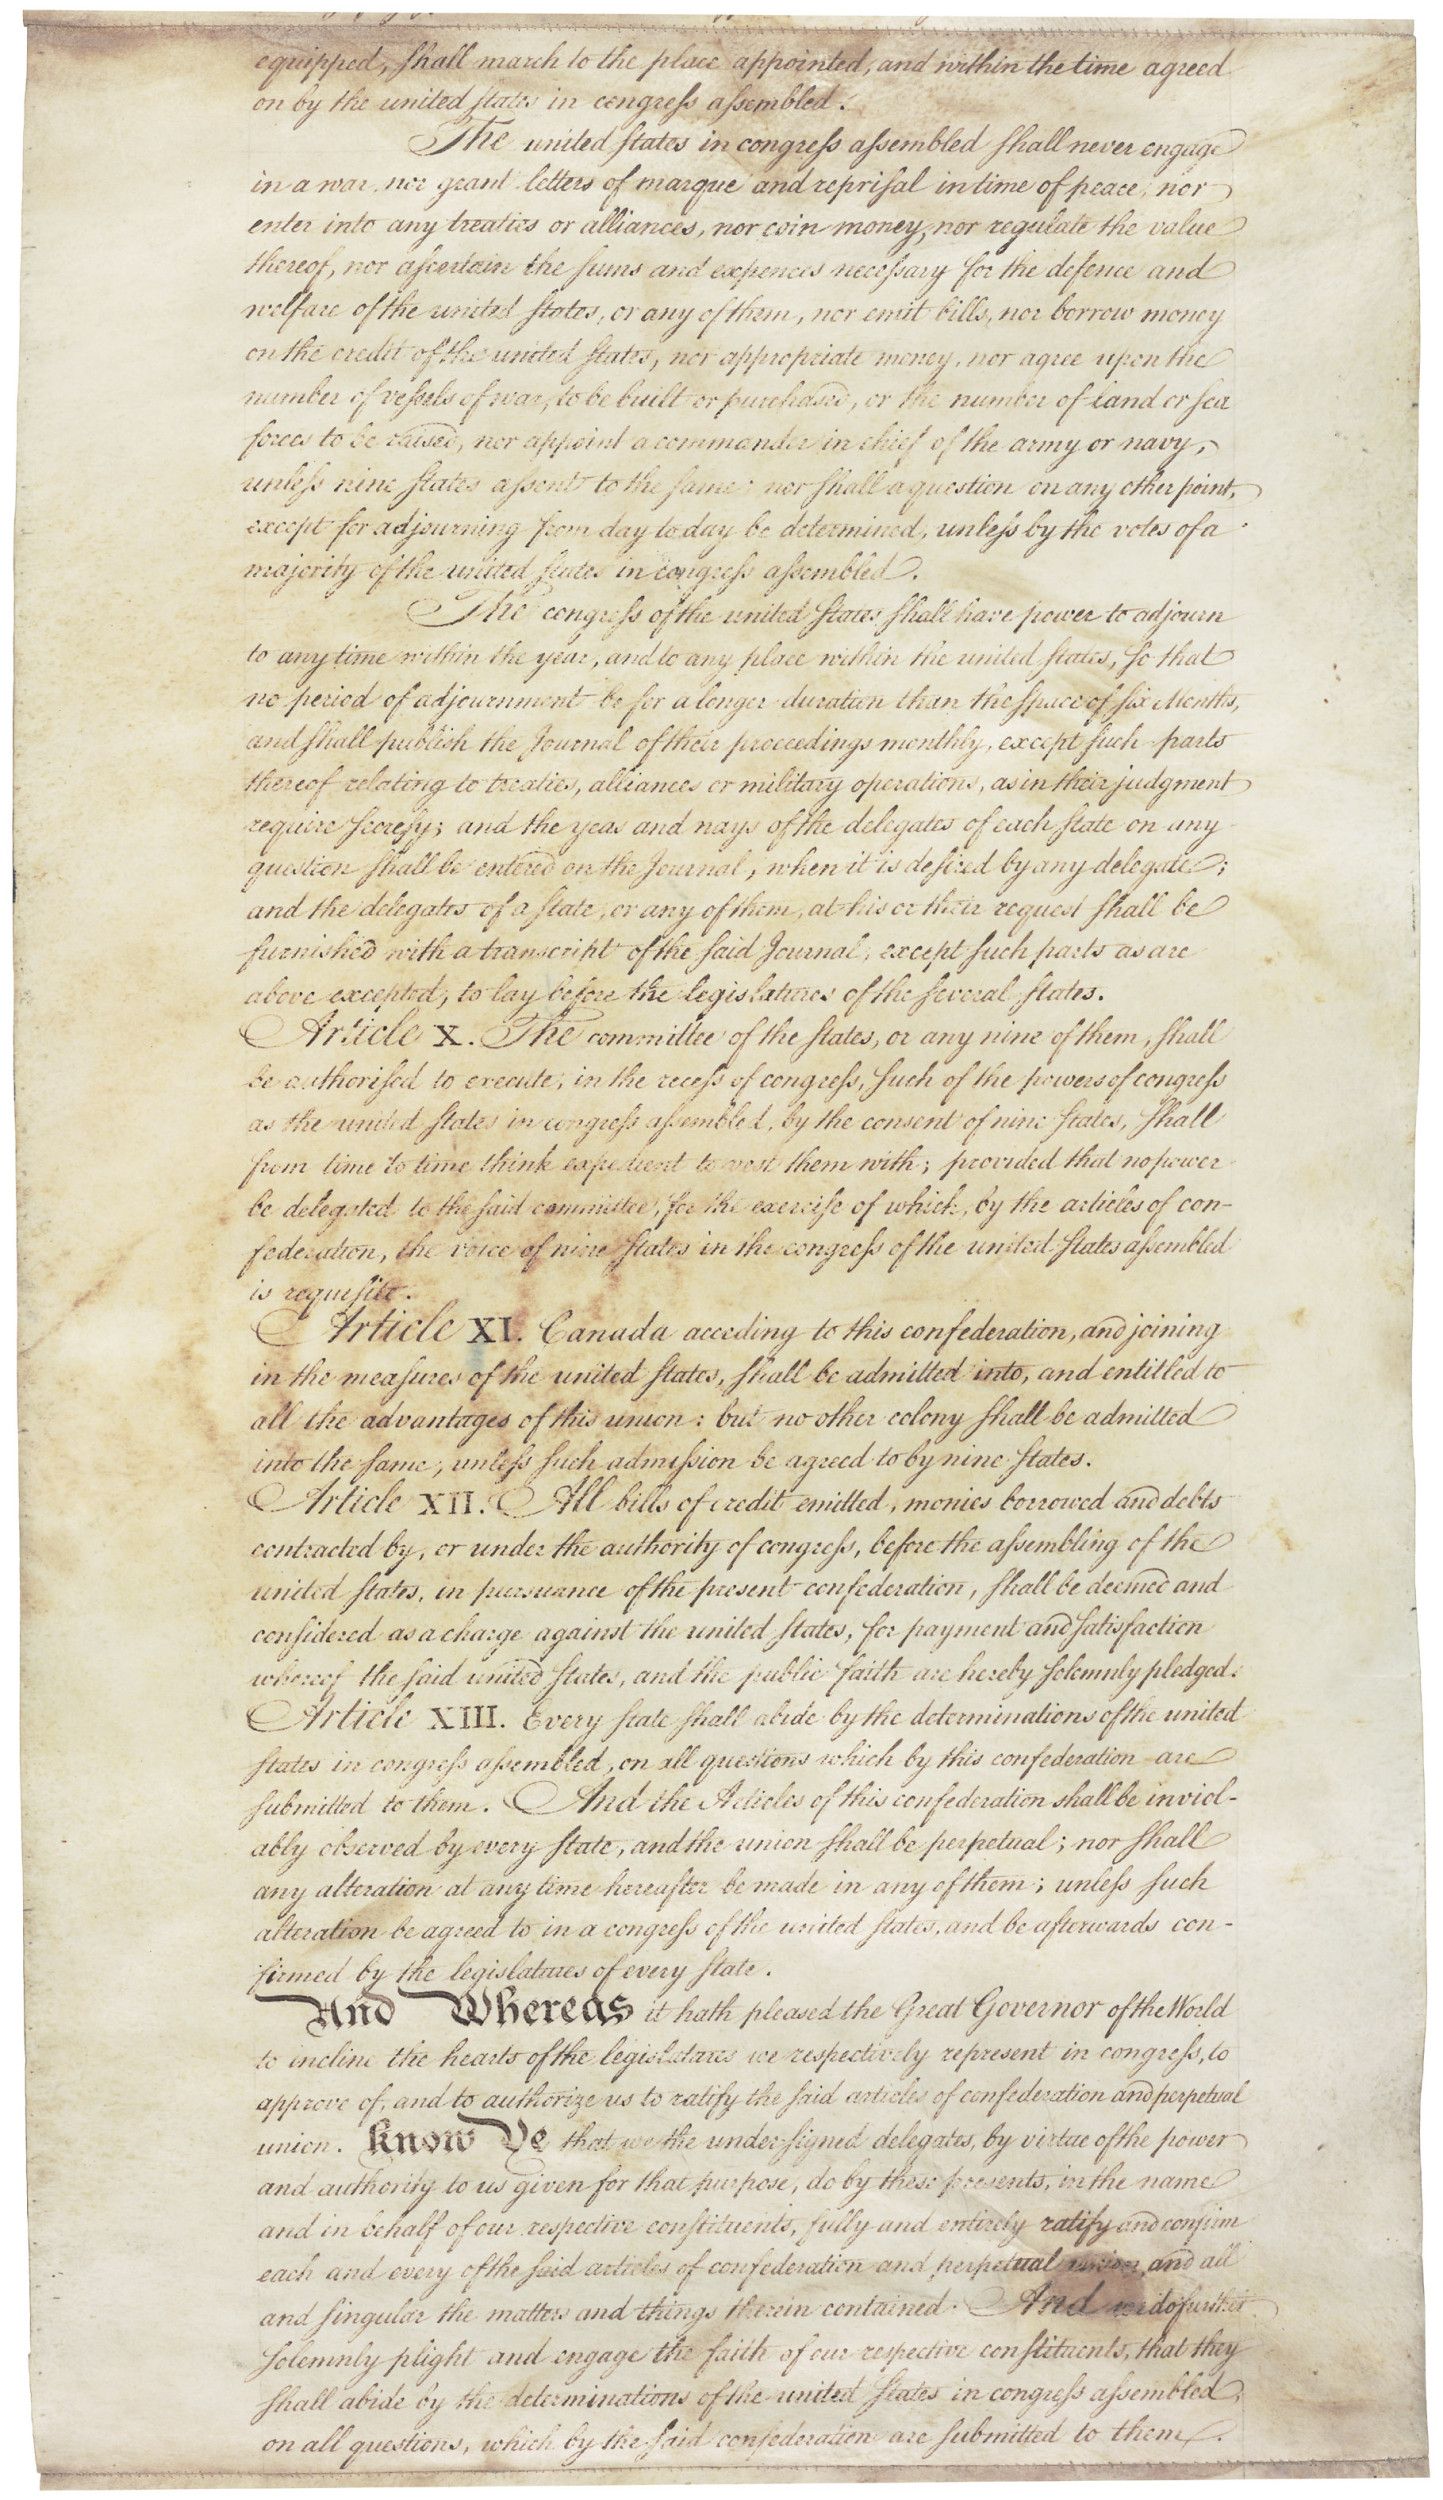 equipped, shall march to the place appointed, and within the time agreed
on by the united states in congress assembled.
The united states in congress assembled shall never engage
in a war, nor grant letters of marque and reprisal in time of peace, nor
enter into any treaties or alliances, nor coin money, nor regulate the value
thereof, nor ascertain the sums and expences necessary for the defence and
welfare of the united states, or any of them, nor emit bills, nor borrow money
on the credit of the united states, nor appropriate money, nor agree upon the
number of vessels of war, to be built or purchased, or the number of land or sea
forces to be raised, nor appoint a commander in chief of the army or navy,
unless nine states assent to the same: nor shall a question on any other point,
except for adjourning from day to day be determined, unless by the votes of a
majority of the united states in congress assembled.
The congress of the united states shall have power to adjourn
to any time within the year, and to any place within the united states, so that
no period of adjournment be for a longer duration than the space of six Months,
and shall publish the Journal of their proceedings monthly, except such parts
thereof relating to treaties, alliances or military operations, as in their judgment
require secresy; and the yeas and nays of the delegates of each state on any
question shall be entered on the Journal, when it is desired by any delegate;
and the delegates of a state, or any of them, at his or their request shall be
furnished with a transcript of the said Journal, except such parts as are
above excepted, to lay before the legislatures of the several states.
Article X. The committee of the states, or any nine of them, shall
be authorised to execute, in the recess of congress, such of the powers of congress
as the united states in congress assembled, by the consent of nine states, shall
from time to time think expedient to vest them with; provided that no power
be delegated to the said committee, for the exercise of which, by the articles of con-
federation, the voice of nine states in the congress of the united states assembled
is requisite.
Article XI. Canada acceding to this confederation, and joining
in the measures of the united states, shall be admitted into, and entitled to
all the advantages of this union: but no other colony shall be admitted
into the same, unless such admission be agreed to by nine states.
Article XII. All bills of credit emitted, monies borrowed and debts
contracted by, or under the authority of congress, before the assembling of the
united states, in pursuance of the present confederation, shall be deemed and
considered as a charge against the united states, for payment and satisfaction
whereof the said united states, and the public faith are hereby solemnly pledged.
Article XIII. Every state shall abide by the determinations of the united
states in congress assembled, on all questions which by this confederation are
submitted to them. And the Articles of this confederation shall be inviol-
ably observed by every state, and the union shall be perpetual; nor shall
any alteration at any time hereafter be made in any of them; unless such
alteration be agreed to in a congress of the united states, and be afterwards con-
firmed by the legislatures of every state.
And Whereas it hath pleased the Great Governor of the World
to incline the hearts of the legislatures we respectively represent in congress, to
approve of, and to authorize us to ratify the said articles of confederation and perpetual
union. Know Ye that we the undersigned delegates, by virtue of the power
and authority to us given for that purpose, do by these presents, in the name
and in behalf of our respective constituents, fully and entirely ratify and confirm
each and every of the said articles of confederation and perpetual union, and all
and singular the matters and things therein contained. And we do further
solemnly plight and engage the faith of our respective constituents, that they
shall abide by the determinations of the united states in congress assembled,
on all questions, which by the said confederation are submitted to them.